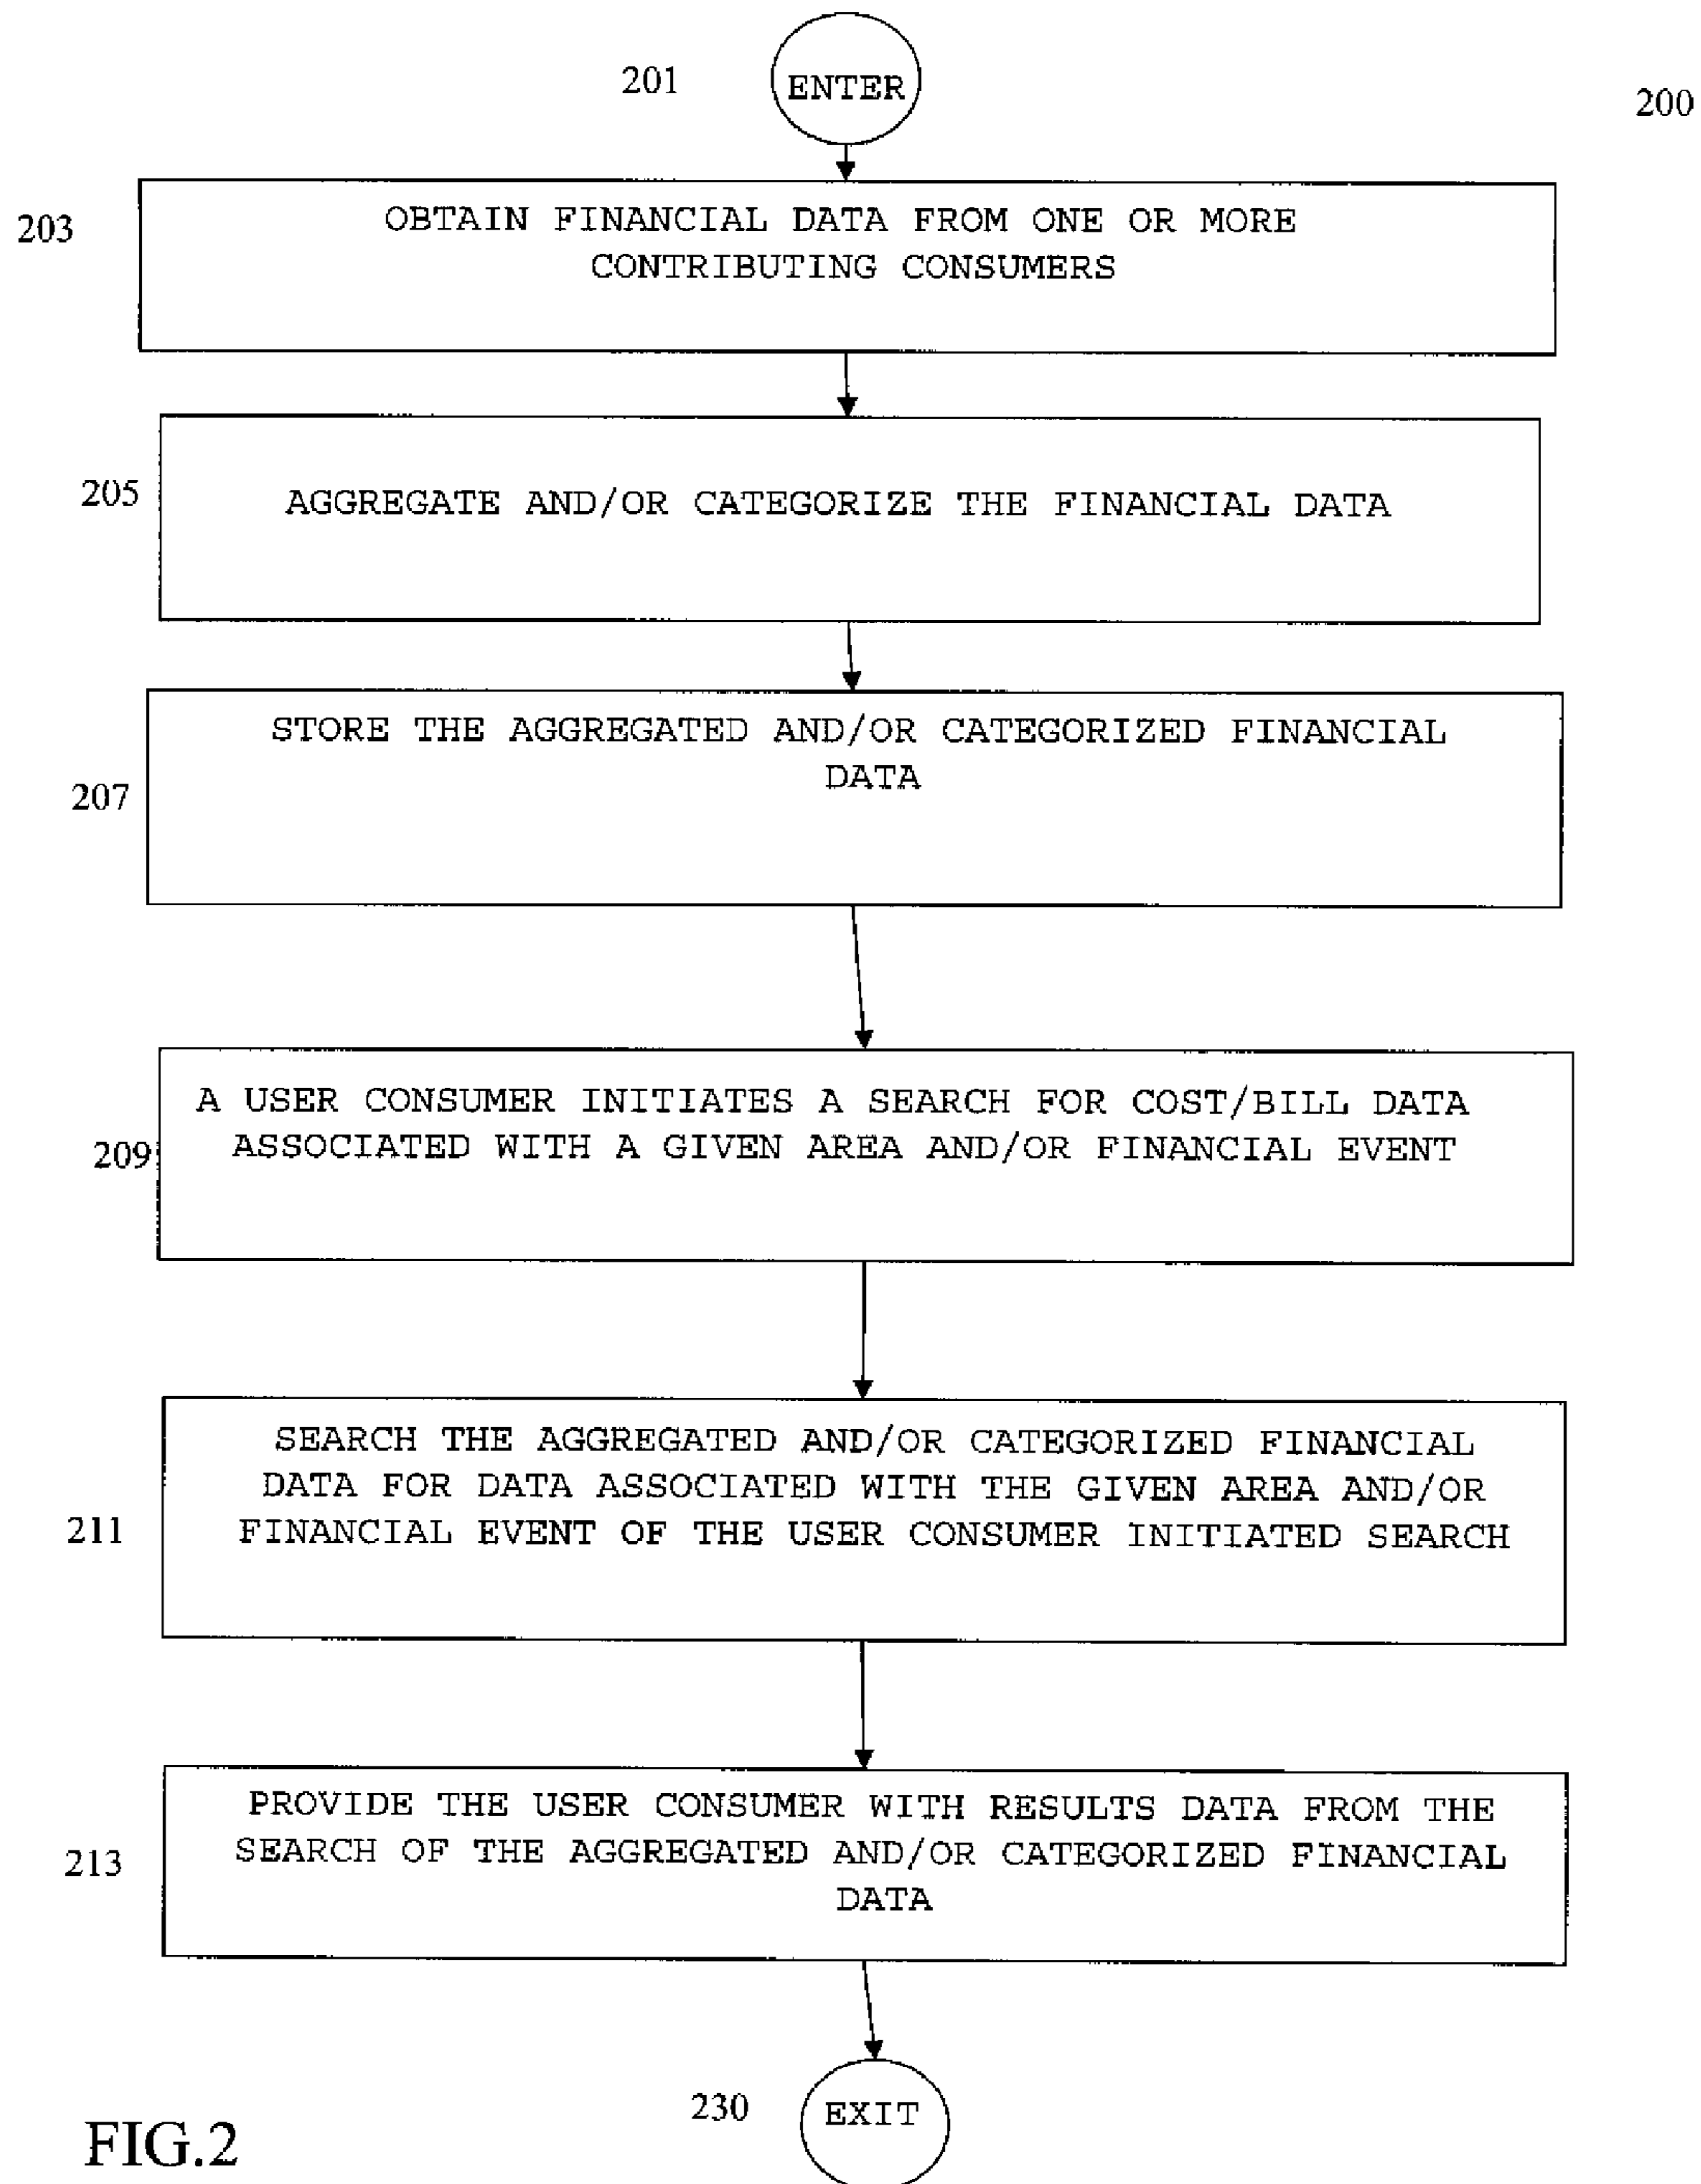 201
ENTER
200
203
OBTAIN FINANCIAL DATA FROM ONE OR MORE
CONTRIBUTING CONSUMERS
205
AGGREGATE AND/OR CATEGORIZE THE FINANCIAL DATA
STORE THE AGGREGATED AND/OR CATEGORIZED FINANCIAL
DATA
207
A USER CONSUMER INITIATES A SEARCH FOR COST/BILL DATA
ASSOCIATED WITH A GIVEN AREA AND/OR FINANCIAL EVENT
209
SEARCH THE AGGREGATED AND/OR CATEGORIZED FINANCIAL
DATA FOR DATA ASSOCIATED WITH THE GIVEN AREA AND/OR
FINANCIAL EVENT OF THE USER CONSUMER INITIATED SEARCH
211
PROVIDE THE USER CONSUMER WITH RESULTS DATA FROM THE
SEARCH OF THE AGGREGATED AND/OR CATEGORIZED FINANCIAL
DATA
213
230
EXIT
FIG.2